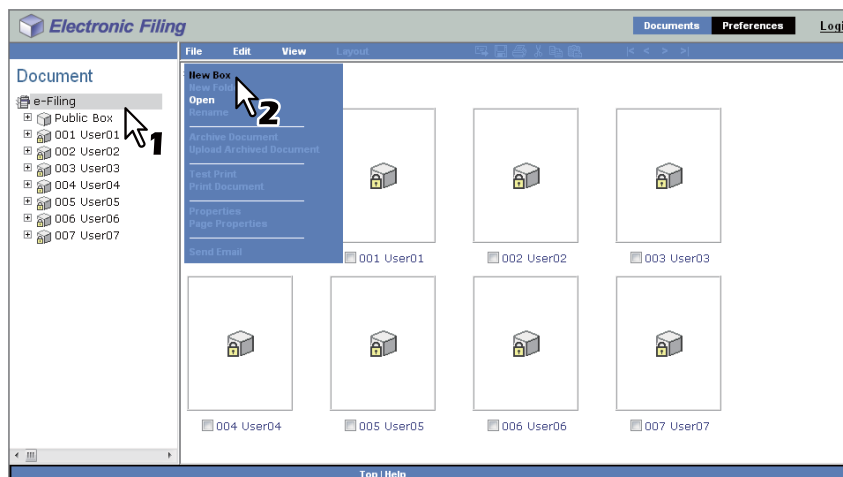 Electronic Filing
Documents Preferences Logi
File Edit View Layout |< < > >|
Document
e-Filing
Public Box
001 User01
002 User02
003 User03
004 User04
005 User05
006 User06
007 User07
1
New Box
New Folde
Open
Rename
2
Archive Document
Upload Archived Document
Test Print
Print Document
Properties
Page Properties
Send Email
001 User01 002 User02 003 User03
004 User04 005 User05 006 User06 007 User07
Top | Help